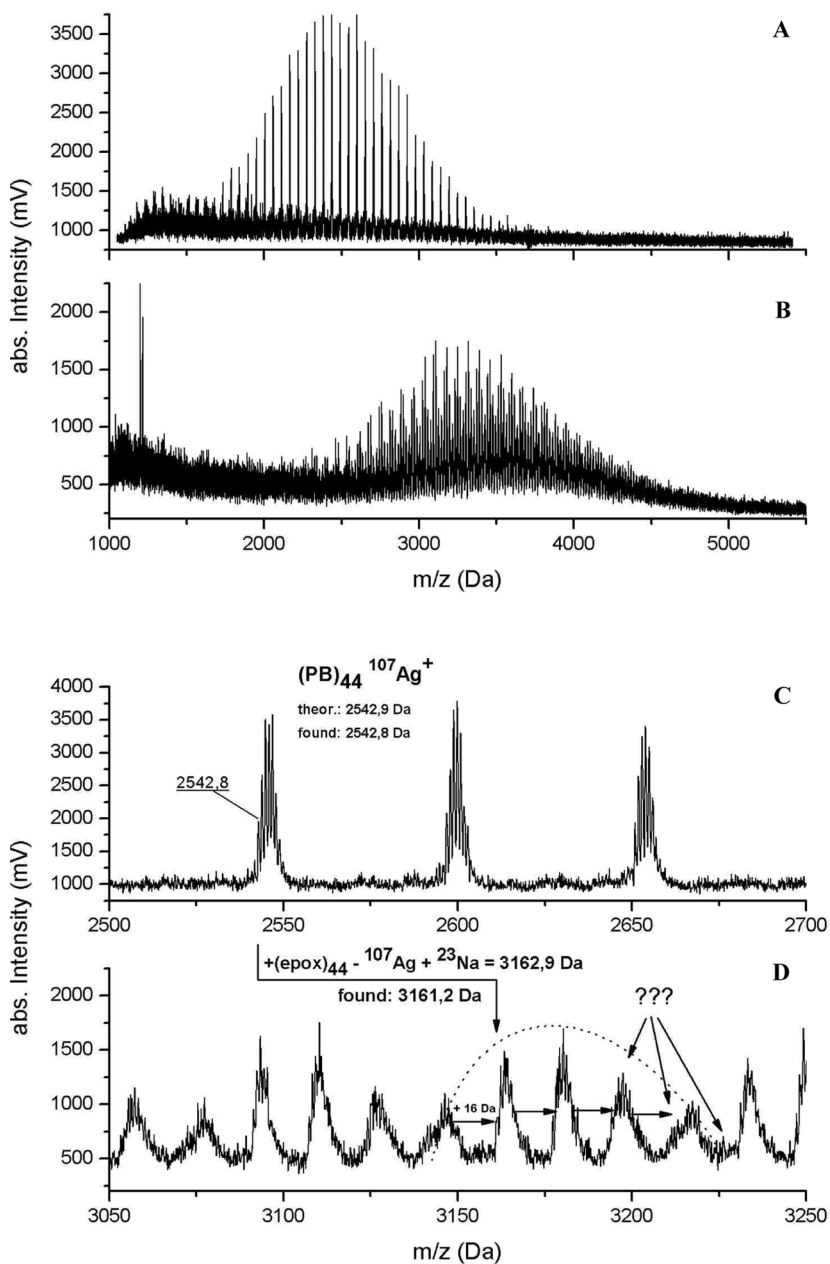 A
3500
3000
2500
2000
1500
1000
abs. Intensity (mV)
B
2000
1500
1000
500
1000 2000 3000 4000 5000
m/z (Da)
C
(PB)44 107Ag+
theor.: 2542,9 Da
found: 2542,8 Da
2542,8
4000
3500
3000
2500
2000
1500
1000
2500 2550 2600 2650 2700
abs. Intensity (mV)
D
+(epox)44 - 107Ag + 23Na = 3162,9 Da
found: 3161,2 Da
???
+ 16 Da
2000
1500
1000
500
3050 3100 3150 3200 3250
m/z (Da)